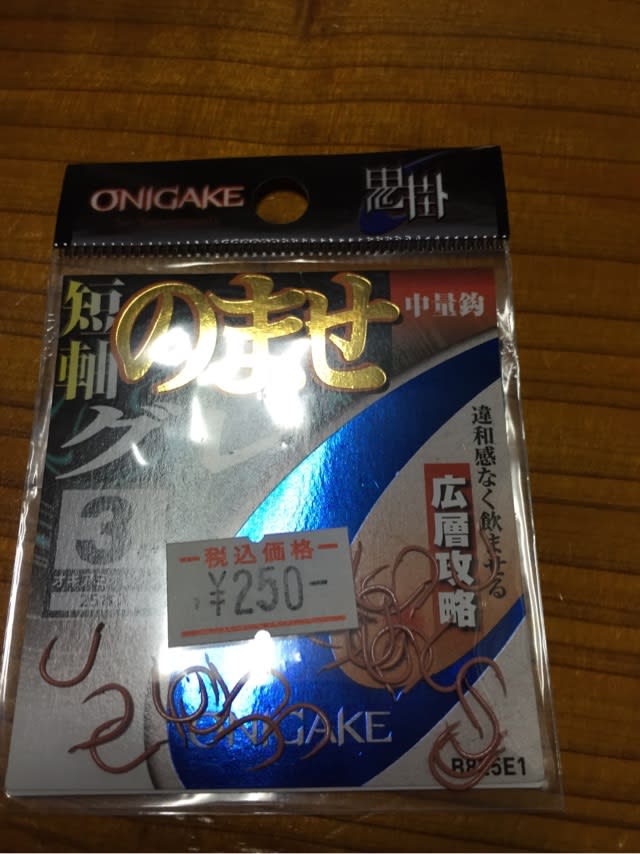 ONIGAKE
鬼掛
短軸
のませ
グレ
中量鈎
違和感なく飲ませる
広層攻略
3
税込価格
¥250-
ONIGAKE